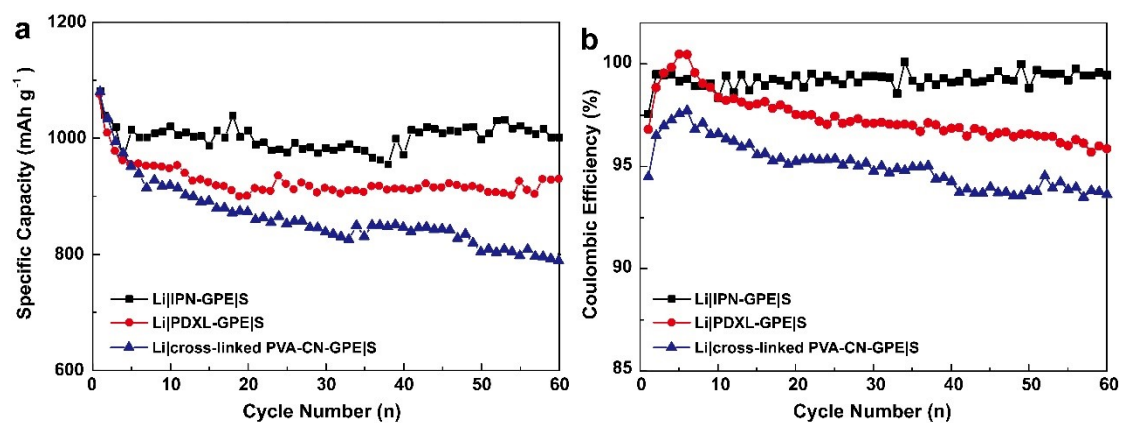 a
1200
1000
800
600
Specific Capacity (mAh g⁻¹)
Li|IPN-GPE|S
Li|PDXL-GPE|S
Li|cross-linked PVA-CN-GPE|S
0 10 20 30 40 50 60
Cycle Number (n)
b
100
95
90
85
Coulombic Efficiency (%)
Li|IPN-GPE|S
Li|PDXL-GPE|S
Li|cross-linked PVA-CN-GPE|S
0 10 20 30 40 50 60
Cycle Number (n)